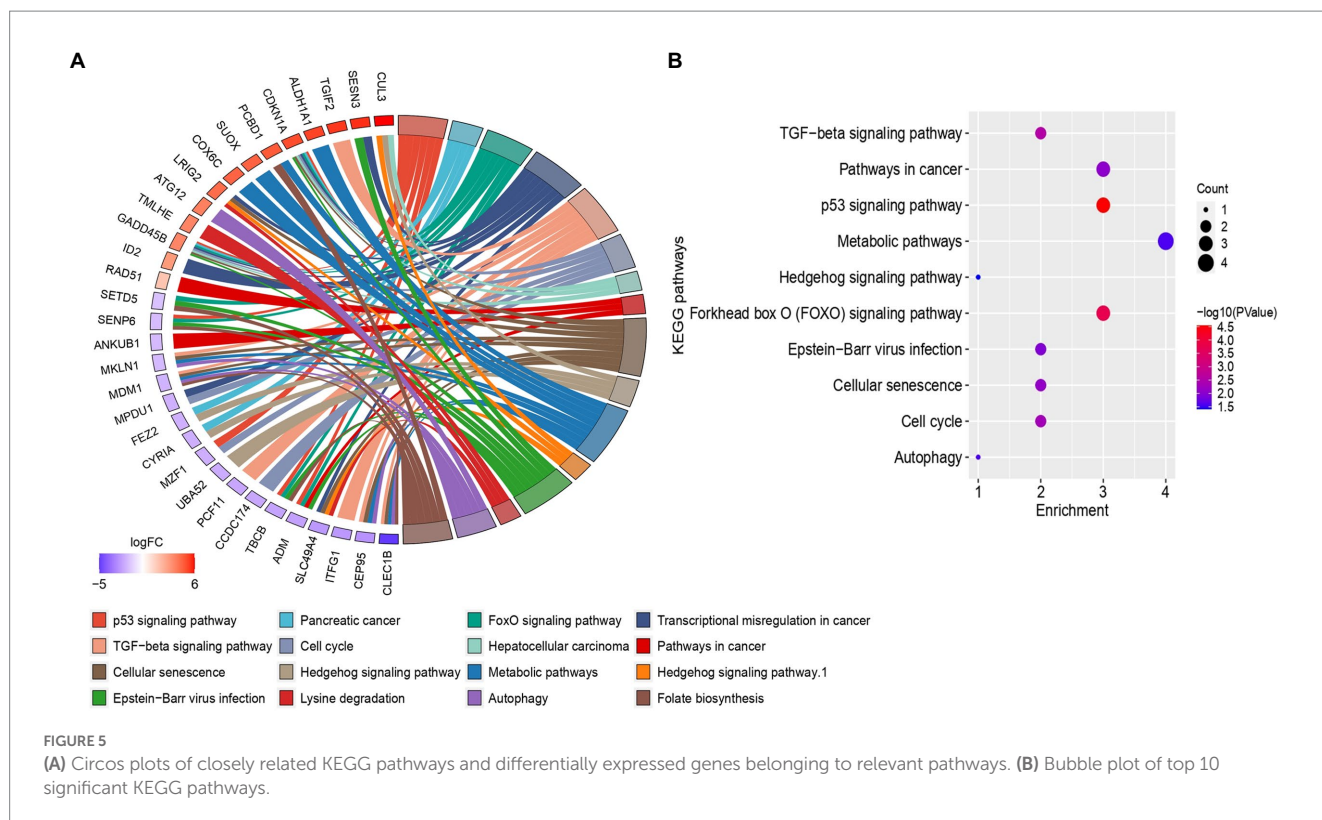 A
CUL3
SESN3
TGIF2
ALDH1A1
CDKN1A
PCBD1
SUOX
COX6C
LRIG2
ATG12
TMLHE
GADD45B
ID2
RAD51
SETD5
SENP6
ANKUB1
MKLN1
MDM1
MPDU1
FEZ2
CYRIA
MZF1
UBA52
PCF11
CCDC174
TBCB
ADM
SLC49A4
ITFG1
CEP95
CLEC1B
logFC
−5 6
p53 signaling pathway Pancreatic cancer FoxO signaling pathway Transcriptional misregulation in cancer
TGF−beta signaling pathway Cell cycle Hepatocellular carcinoma Pathways in cancer
Cellular senescence Hedgehog signaling pathway Metabolic pathways Hedgehog signaling pathway.1
Epstein−Barr virus infection Lysine degradation Autophagy Folate biosynthesis
B
KEGG pathways
TGF−beta signaling pathway
Pathways in cancer
p53 signaling pathway
Metabolic pathways
Hedgehog signaling pathway
Forkhead box O (FOXO) signaling pathway
Epstein−Barr virus infection
Cellular senescence
Cell cycle
Autophagy
1 2 3 4
Enrichment
Count
1
2
3
4
−log10(PValue)
4.5
4.0
3.5
3.0
2.5
2.0
1.5
FIGURE 5
(A) Circos plots of closely related KEGG pathways and differentially expressed genes belonging to relevant pathways. (B) Bubble plot of top 10
significant KEGG pathways.